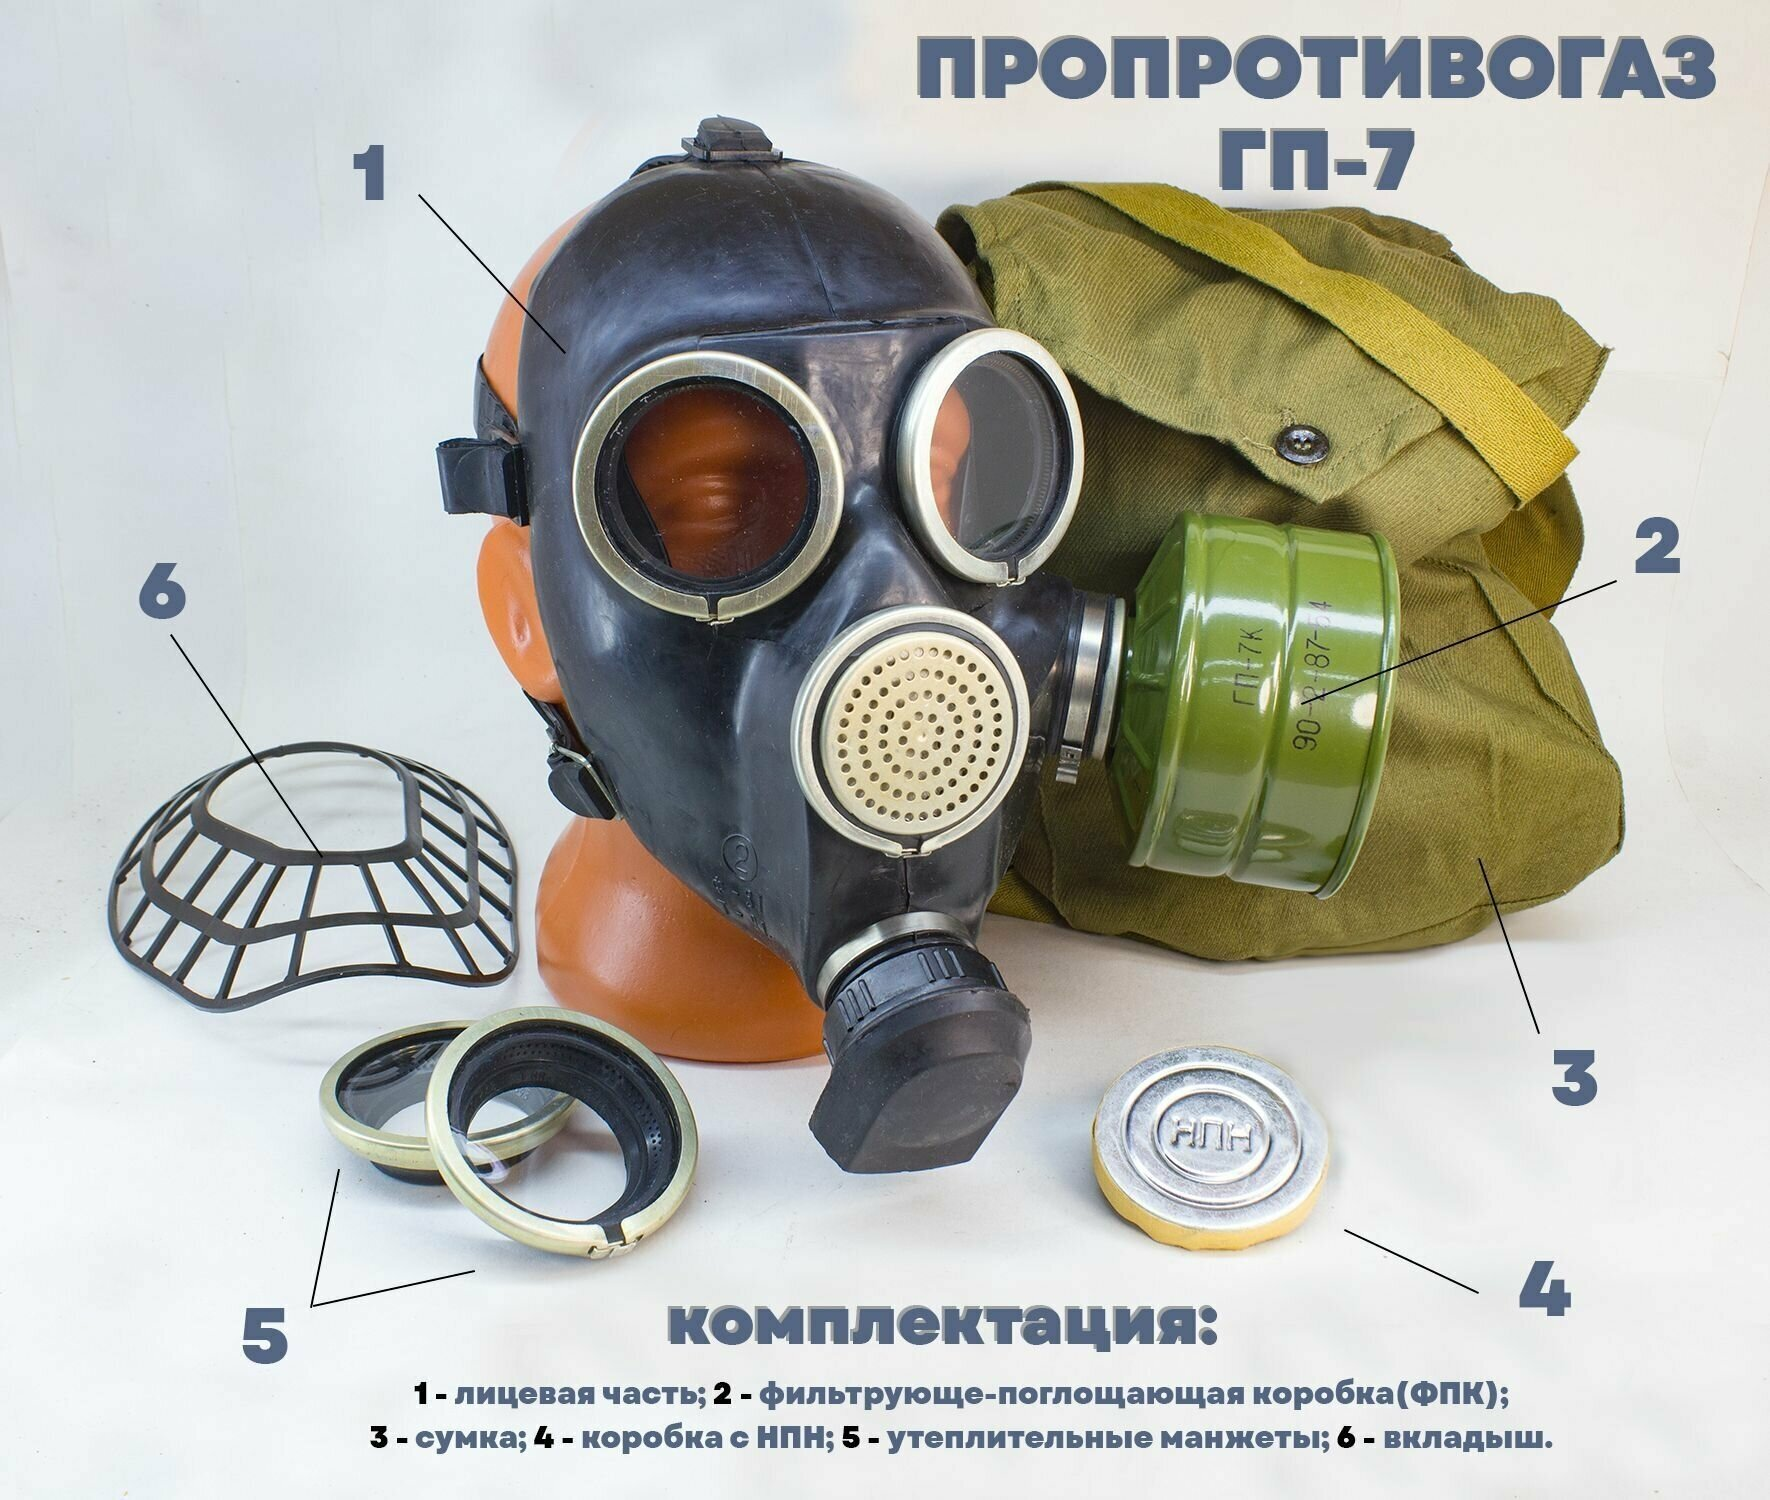 ПРОПРОТИВОГАЗ
ГП-7
1
2
6
ГП-7К
НПН
3
4
5
комплектация:
1 - лицевая часть; 2 - фильтрующе-поглощающая коробка(ФПК);
3 - сумка; 4 - коробка с НПН; 5 - утеплительные манжеты; 6 - вкладыш.